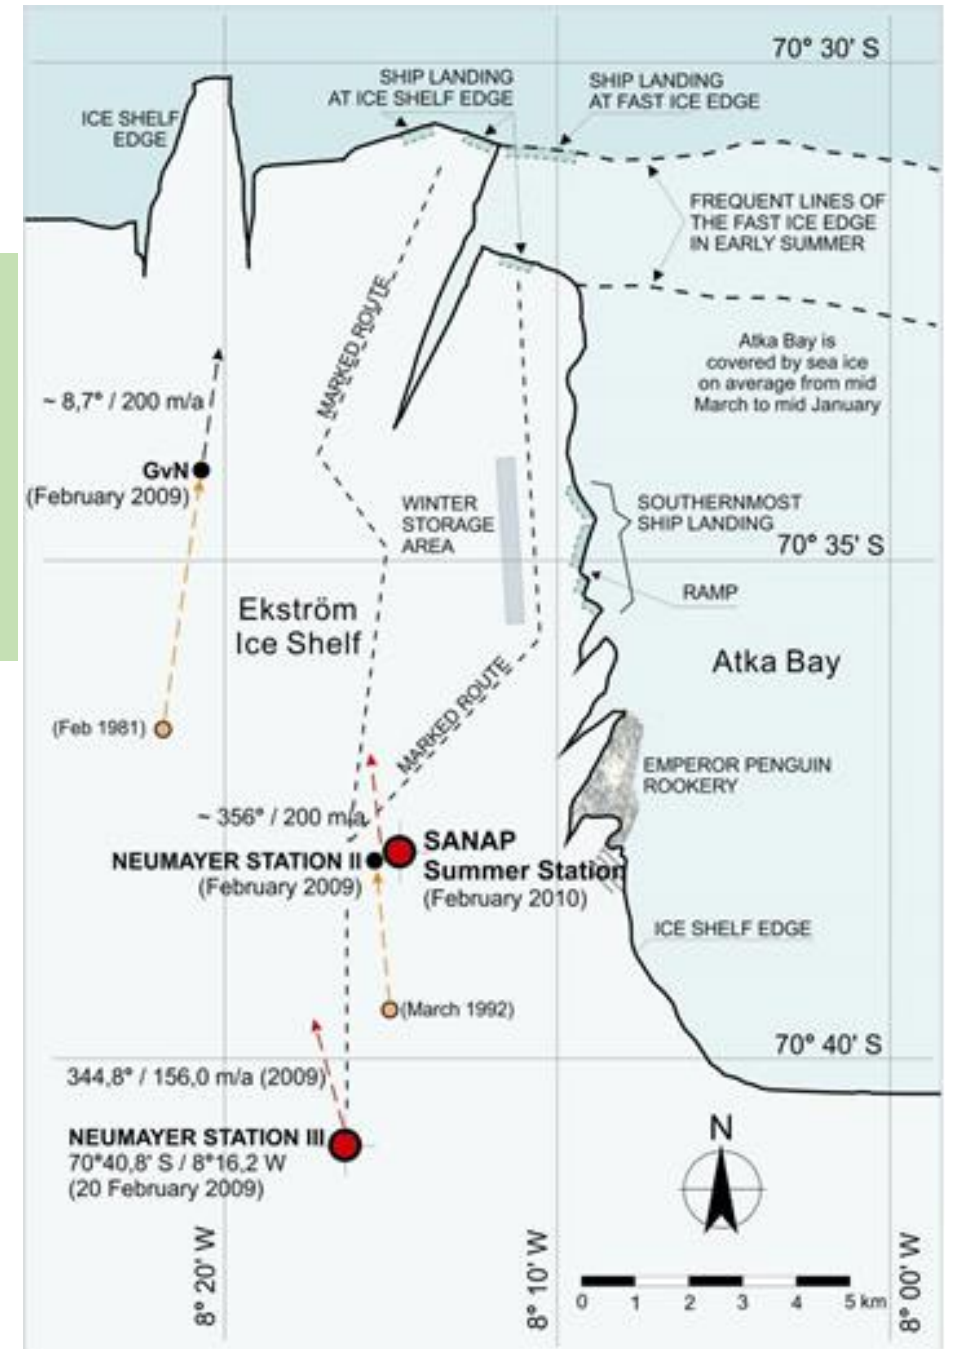 70° 30' S
SHIP LANDING
AT ICE SHELF EDGE
SHIP LANDING
AT FAST ICE EDGE
ICE SHELF
EDGE
FREQUENT LINES OF
THE FAST ICE EDGE
IN EARLY SUMMER
MARKED ROUTE
Atka Bay is
covered by sea ice
on average from mid
March to mid January
~ 8,7° / 200 m/a
GvN
(February 2009)
WINTER
STORAGE
AREA
SOUTHERNMOST
SHIP LANDING
70° 35' S
RAMP
Ekström
Ice Shelf
Atka Bay
MARKED ROUTE
(Feb 1981)
EMPEROR PENGUIN
ROOKERY
~ 356° / 200 m/a
SANAP
Summer Station
(February 2010)
NEUMAYER STATION II
(February 2009)
ICE SHELF EDGE
(March 1992)
70° 40' S
344,8° / 156,0 m/a (2009)
NEUMAYER STATION III
70°40,8' S / 8°16,2 W
(20 February 2009)
N
8° 20' W
8° 10' W
8° 00' W
0 1 2 3 4 5 km